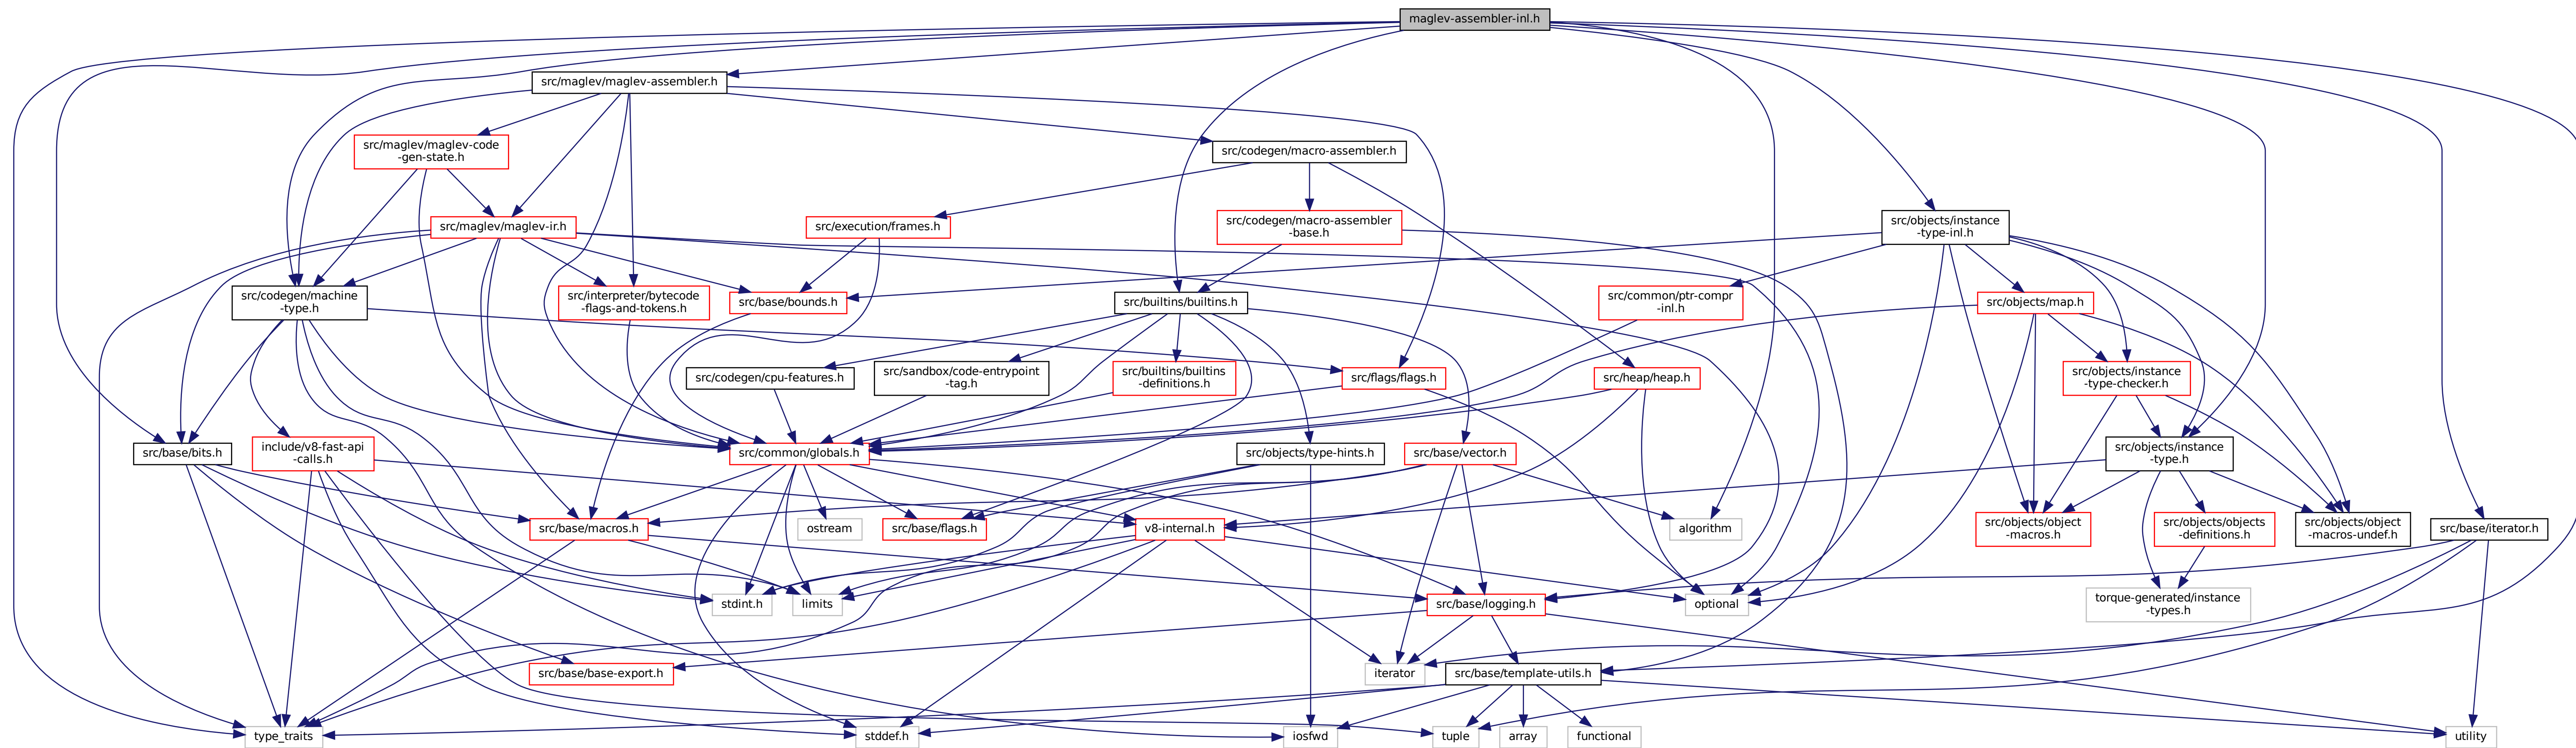 maglev-assembler-inl.h
src/maglev/maglev-assembler.h
src/maglev/maglev-code
-gen-state.h
src/codegen/macro-assembler.h
src/maglev/maglev-ir.h
src/execution/frames.h
src/codegen/macro-assembler
-base.h
src/objects/instance
-type-inl.h
src/codegen/machine
-type.h
src/interpreter/bytecode
-flags-and-tokens.h
src/base/bounds.h
src/builtins/builtins.h
src/common/ptr-compr
-inl.h
src/objects/map.h
src/codegen/cpu-features.h
src/sandbox/code-entrypoint
-tag.h
src/builtins/builtins
-definitions.h
src/flags/flags.h
src/heap/heap.h
src/objects/instance
-type-checker.h
src/base/bits.h
include/v8-fast-api
-calls.h
src/common/globals.h
src/objects/type-hints.h
src/base/vector.h
src/objects/instance
-type.h
src/base/macros.h
ostream
src/base/flags.h
v8-internal.h
algorithm
src/objects/object
-macros.h
src/objects/objects
-definitions.h
src/objects/object
-macros-undef.h
src/base/iterator.h
stdint.h
limits
src/base/logging.h
optional
torque-generated/instance
-types.h
src/base/base-export.h
iterator
src/base/template-utils.h
type_traits
stddef.h
iosfwd
tuple
array
functional
utility